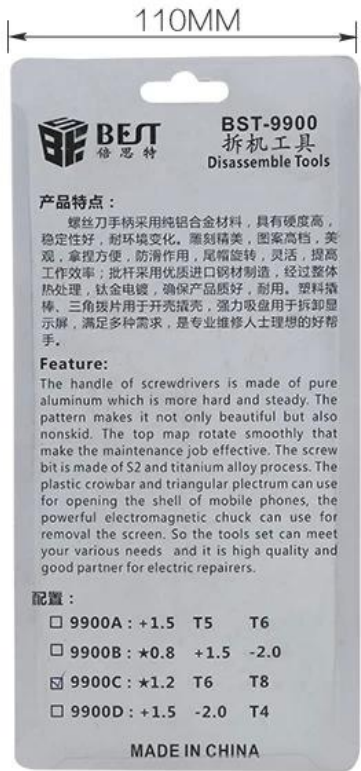 110MM
BEST
倍思特
BST-9900
拆机工具
Disassemble Tools
产品特点：
螺丝刀手柄采用纯铝合金材料，具有硬度高，
稳定性好，耐环境变化。雕刻精美，图案高档，美
观，拿捏方便，防滑作用，尾帽旋转，灵活，提高
工作效率；批杆采用优质进口钢材制造，经过整体
热处理，钛金电镀，确保产品质好，耐用。塑料撬
棒、三角拨片用于开壳撬壳，强力吸盘用于拆卸显
示屏，满足多种需求，是专业维修人士理想的好帮
手。
Feature:
The handle of screwdrivers is made of pure
aluminum which is more hard and steady. The
pattern makes it not only beautiful but also
nonskid. The top map rotate smoothly that
make the maintenance job effective. The screw
bit is made of S2 and titanium alloy process. The
plastic crowbar and triangular plectrum can use
for opening the shell of mobile phones, the
powerful electromagnetic chuck can use for
removal the screen. So the tools set can meet
your various needs and it is high quality and
good partner for electric repairers.
配置：
□ 9900A : +1.5 T5 T6
□ 9900B : ★0.8 +1.5 -2.0
☑ 9900C : ★1.2 T6 T8
□ 9900D : +1.5 -2.0 T4
MADE IN CHINA